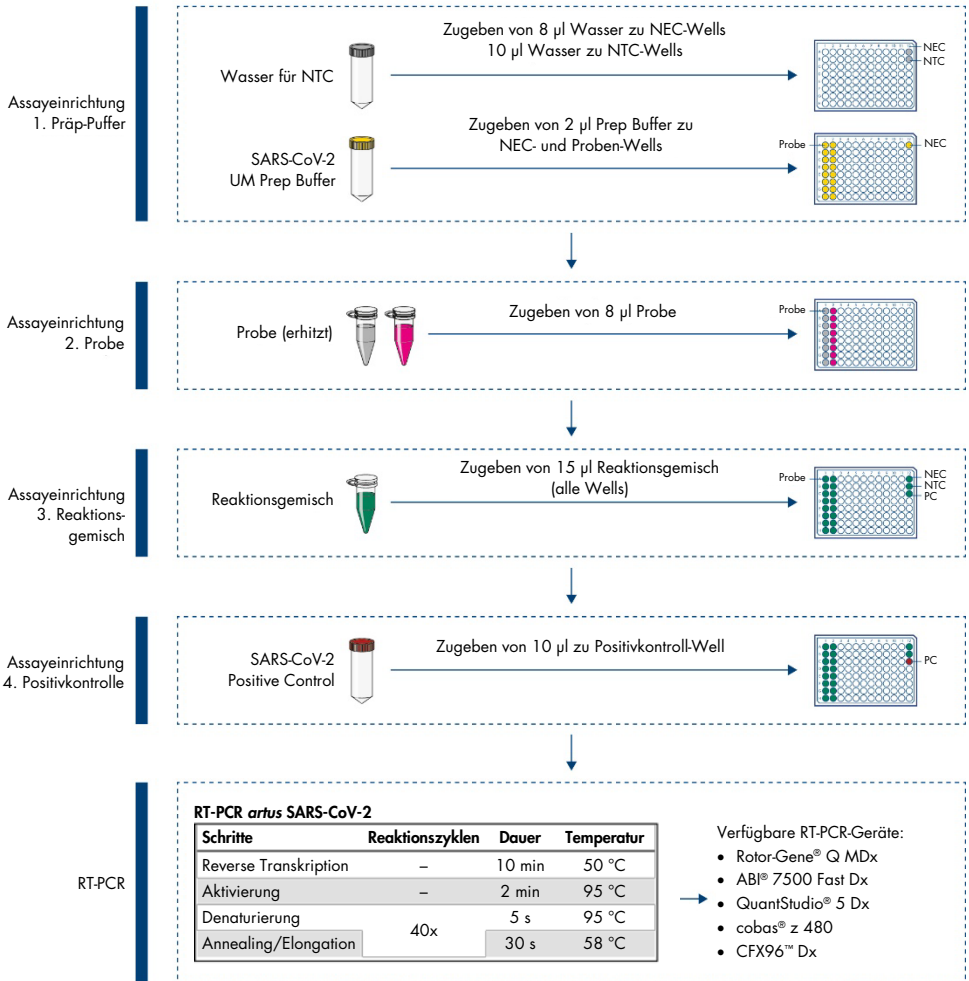 Assayeinrichtung
1. Präp-Puffer
Wasser für NTC
Zugeben von 8 µl Wasser zu NEC-Wells
10 µl Wasser zu NTC-Wells
NEC
NTC
SARS-CoV-2
UM Prep Buffer
Zugeben von 2 µl Prep Buffer zu
NEC- und Proben-Wells
Probe
NEC
Assayeinrichtung
2. Probe
Probe (erhitzt)
Zugeben von 8 µl Probe
Probe
Assayeinrichtung
3. Reaktions-
gemisch
Reaktionsgemisch
Zugeben von 15 µl Reaktionsgemisch
(alle Wells)
Probe
NEC
NTC
PC
Assayeinrichtung
4. Positivkontrolle
SARS-CoV-2
Positive Control
Zugeben von 10 µl zu Positivkontroll-Well
PC
RT-PCR
RT-PCR artus SARS-CoV-2
Schritte Reaktionszyklen Dauer Temperatur
Reverse Transkription – 10 min 50 °C
Aktivierung – 2 min 95 °C
Denaturierung 40x 5 s 95 °C
Annealing/Elongation 30 s 58 °C
Verfügbare RT-PCR-Geräte:
• Rotor-Gene® Q MDx
• ABI® 7500 Fast Dx
• QuantStudio® 5 Dx
• cobas® z 480
• CFX96™ Dx